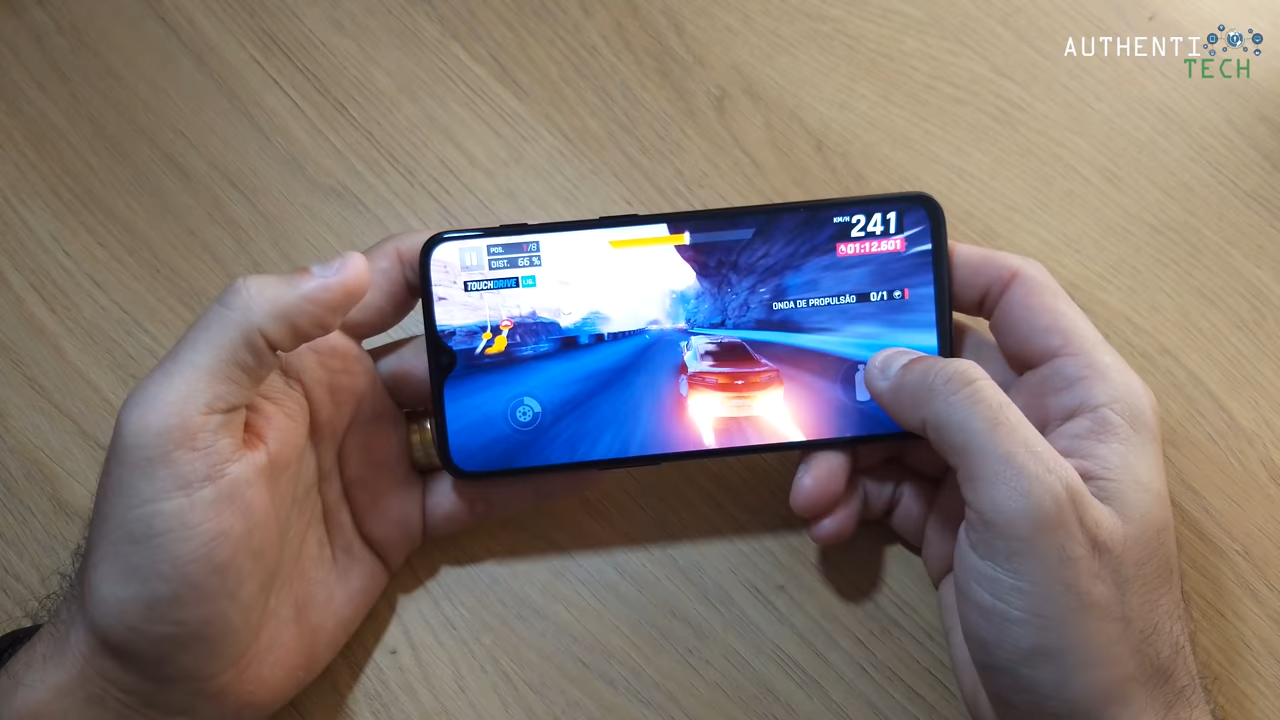 AUTHENTI
TECH
POS. 1/8
DIST. 66 %
TOUCHDRIVE LIG.
KM/H 241
01:12.601
ONDA DE PROPULSÃO 0/1